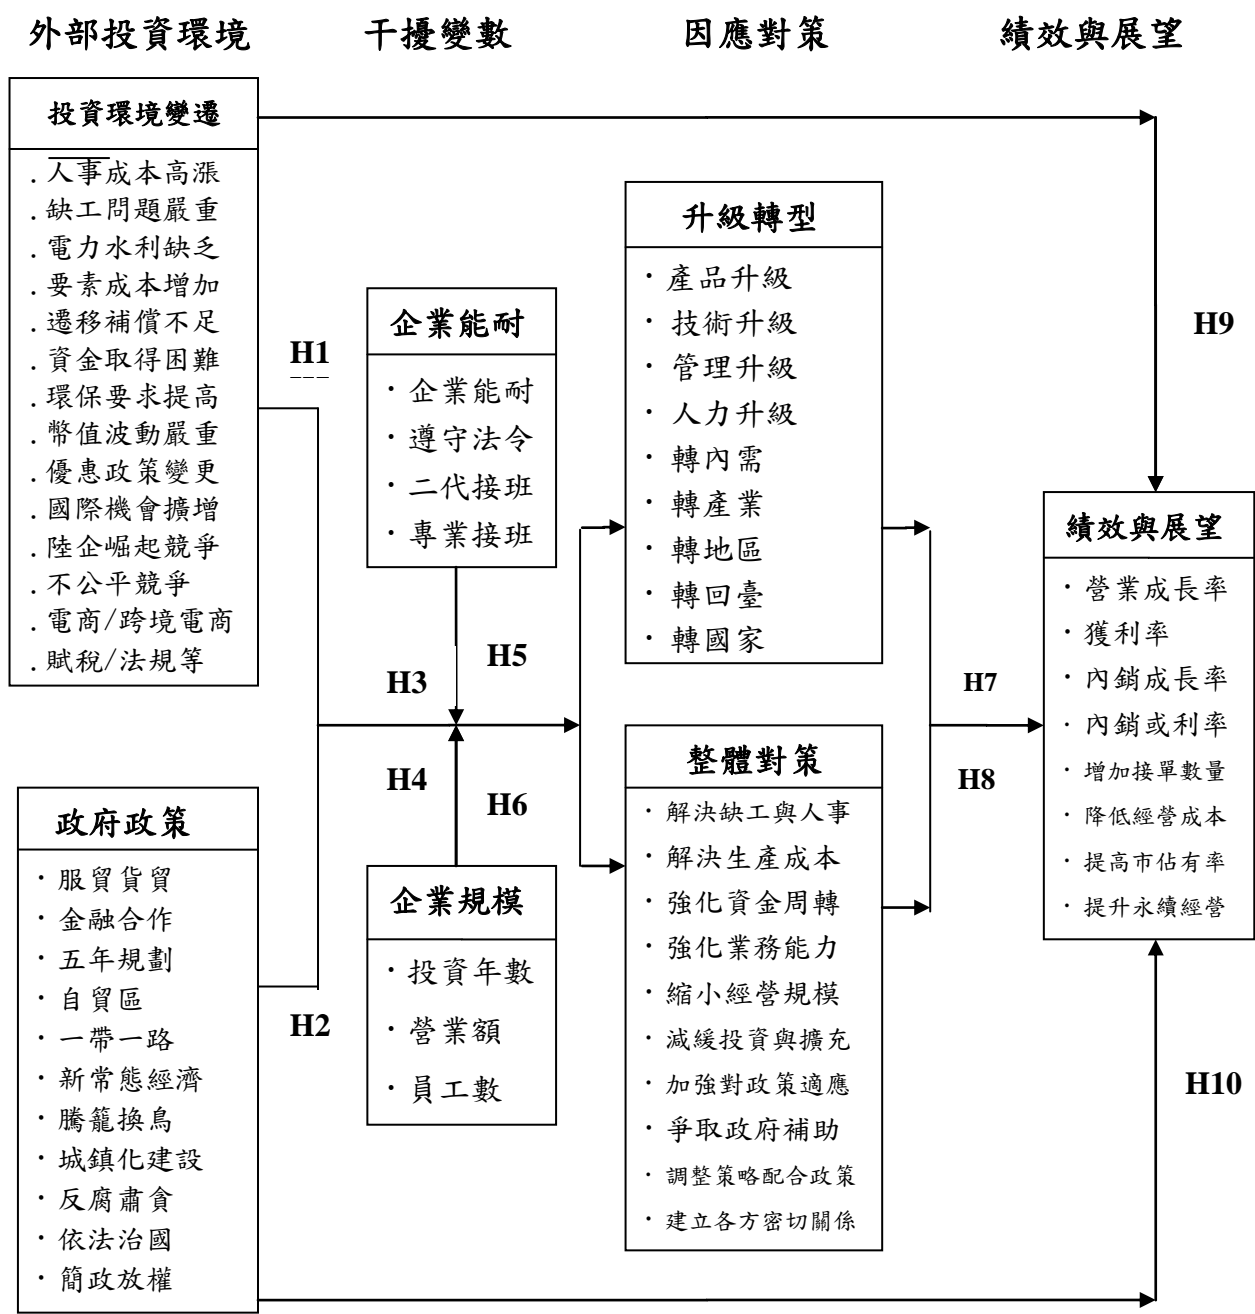 外部投資環境
干擾變數
因應對策
績效與展望
投資環境變遷
.人事成本高漲
.缺工問題嚴重
.電力水利缺乏
.要素成本增加
.遷移補償不足
.資金取得困難
.環保要求提高
.幣值波動嚴重
.優惠政策變更
.國際機會擴增
.陸企崛起競爭
.不公平競爭
.電商/跨境電商
.賦稅/法規等
政府政策
·服貿貨貿
·金融合作
·五年規劃
·自貿區
·一帶一路
·新常態經濟
·騰籠換鳥
·城鎮化建設
·反腐肅貪
·依法治國
·簡政放權
H1
H2
企業能耐
·企業能耐
·遵守法令
·二代接班
·專業接班
H3
H5
H4
H6
企業規模
·投資年數
·營業額
·員工數
升級轉型
·產品升級
·技術升級
·管理升級
·人力升級
·轉內需
·轉產業
·轉地區
·轉回臺
·轉國家
整體對策
·解決缺工與人事
·解決生產成本
·強化資金周轉
·強化業務能力
·縮小經營規模
·減緩投資與擴充
·加強對政策適應
·爭取政府補助
·調整策略配合政策
·建立各方密切關係
H7
H8
H9
績效與展望
·營業成長率
·獲利率
·內銷成長率
·內銷或利率
·增加接單數量
·降低經營成本
·提高市佔有率
·提升永續經營
H10